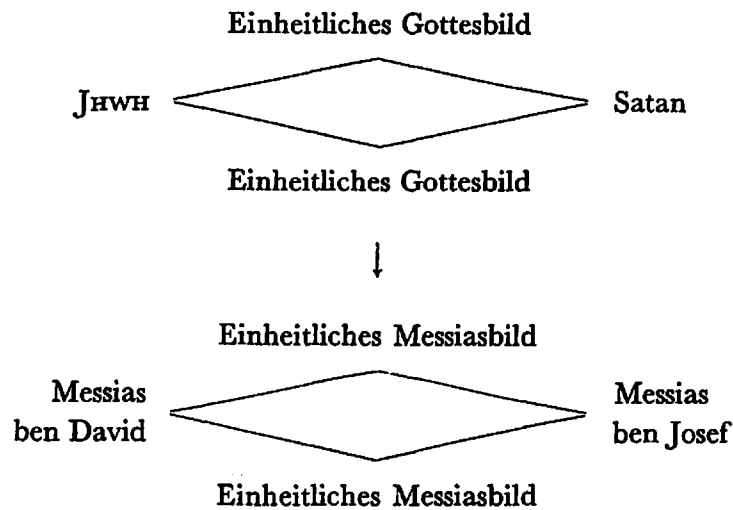 Einheitliches Gottesbild
JHWH
Satan
Einheitliches Gottesbild
Einheitliches Messiasbild
Messias
ben David
Messias
ben Josef
Einheitliches Messiasbild